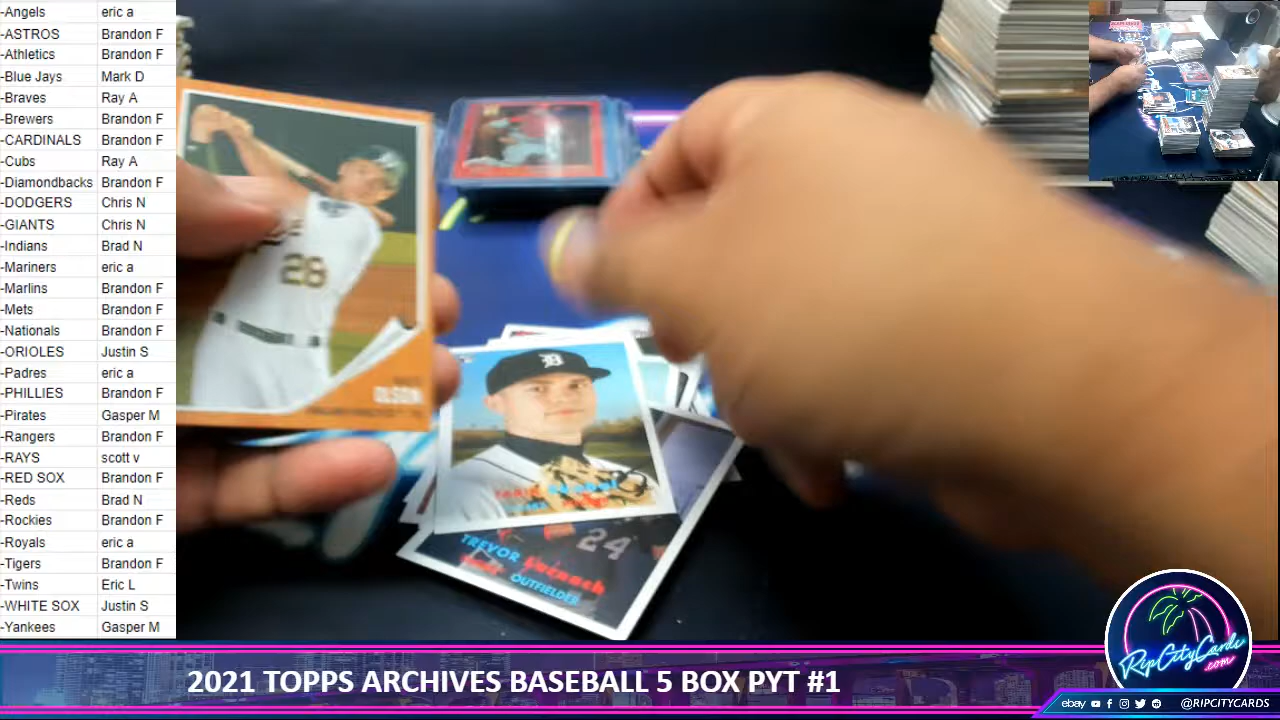 -Angels eric a
-ASTROS Brandon F
-Athletics Brandon F
-Blue Jays Mark D
-Braves Ray A
-Brewers Brandon F
-CARDINALS Brandon F
-Cubs Ray A
-Diamondbacks Brandon F
-DODGERS Chris N
-GIANTS Chris N
-Indians Brad N
-Mariners eric a
-Marlins Brandon F
-Mets Brandon F
-Nationals Brandon F
-ORIOLES Justin S
-Padres eric a
-PHILLIES Brandon F
-Pirates Gasper M
-Rangers Brandon F
-RAYS scott v
-RED SOX Brandon F
-Reds Brad N
-Rockies Brandon F
-Royals eric a
-Tigers Brandon F
-Twins Eric L
-WHITE SOX Justin S
-Yankees Gasper M
28
OLSON
D
24
TREVOR
OUTFIELDER
2021 TOPPS ARCHIVES BASEBALL 5 BOX PYT #1
RipCityCards
.com
ebay @RIPCITYCARDS